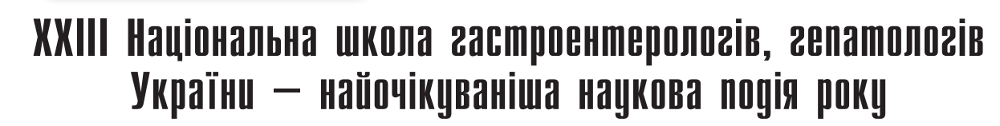 XXIII Національна школа гастроентерологів, гепатологів
України — найочікуваніша наукова подія року